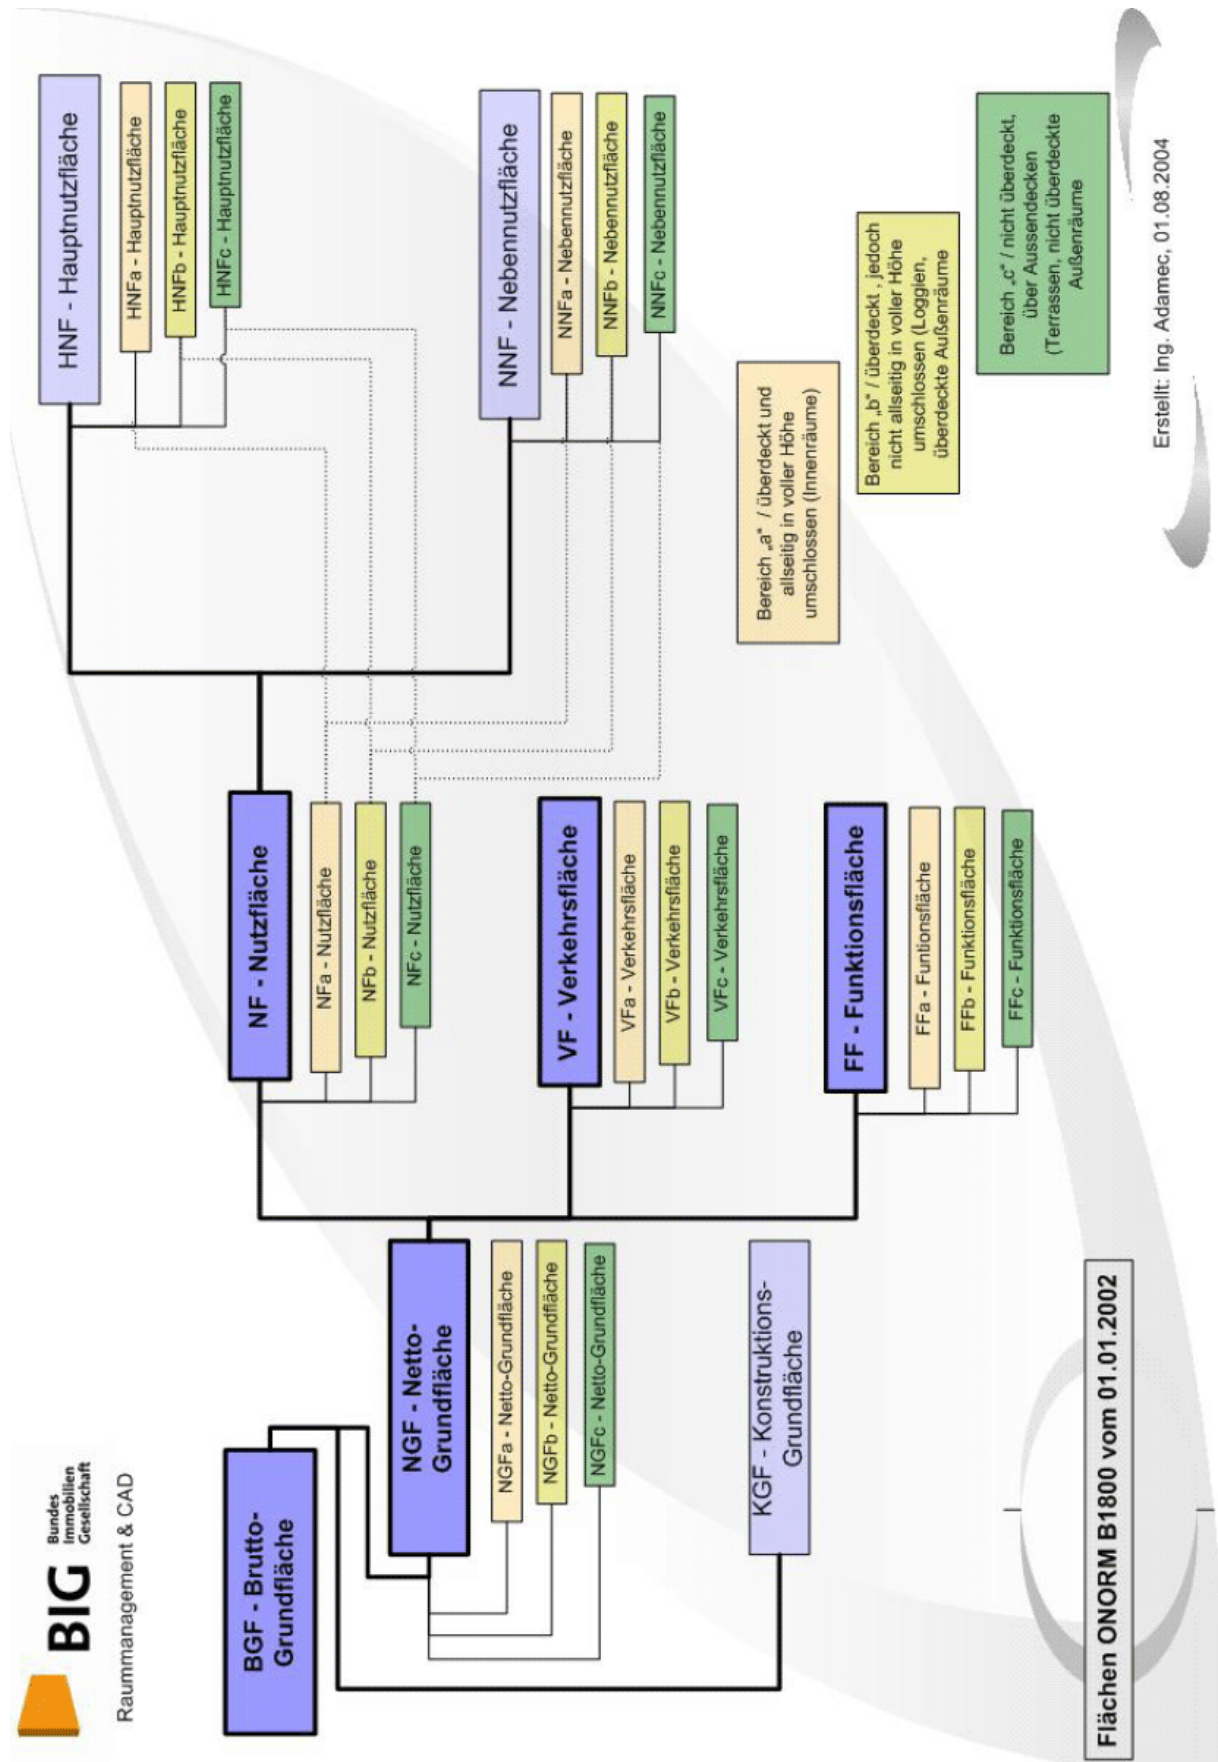 BIG
Bundes
Immobilien
Gesellschaft
Raummanagement & CAD
BGF - Brutto-
Grundfläche
NGF - Netto-
Grundfläche
NGFa - Netto-Grundfläche
NGFb - Netto-Grundfläche
NGFc - Netto-Grundfläche
KGF - Konstruktions-
Grundfläche
NF - Nutzfläche
NFa - Nutzfläche
NFb - Nutzfläche
NFc - Nutzfläche
VF - Verkehrsfläche
VFa - Verkehrsfläche
VFb - Verkehrsfläche
VFc - Verkehrsfläche
FF - Funktionsfläche
FFa - Funtionsfläche
FFb - Funktionsfläche
FFc - Funktionsfläche
HNF - Hauptnutzfläche
HNFa - Hauptnutzfläche
HNFb - Hauptnutzfläche
HNFc - Hauptnutzfläche
NNF - Nebennutzfläche
NNFa - Nebennutzfläche
NNFb - Nebennutzfläche
NNFc - Nebennutzfläche
Bereich „a“ / überdeckt und
allseitig in voller Höhe
umschlossen (Innenräume)
Bereich „b“ / überdeckt , jedoch
nicht allseitig in voller Höhe
umschlossen (Loggien,
überdeckte Außenräume
Bereich „c“ / nicht überdeckt,
über Aussendecken
(Terrassen, nicht überdeckte
Außenräume
Flächen ONORM B1800 vom 01.01.2002
Erstellt: Ing. Adamec, 01.08.2004